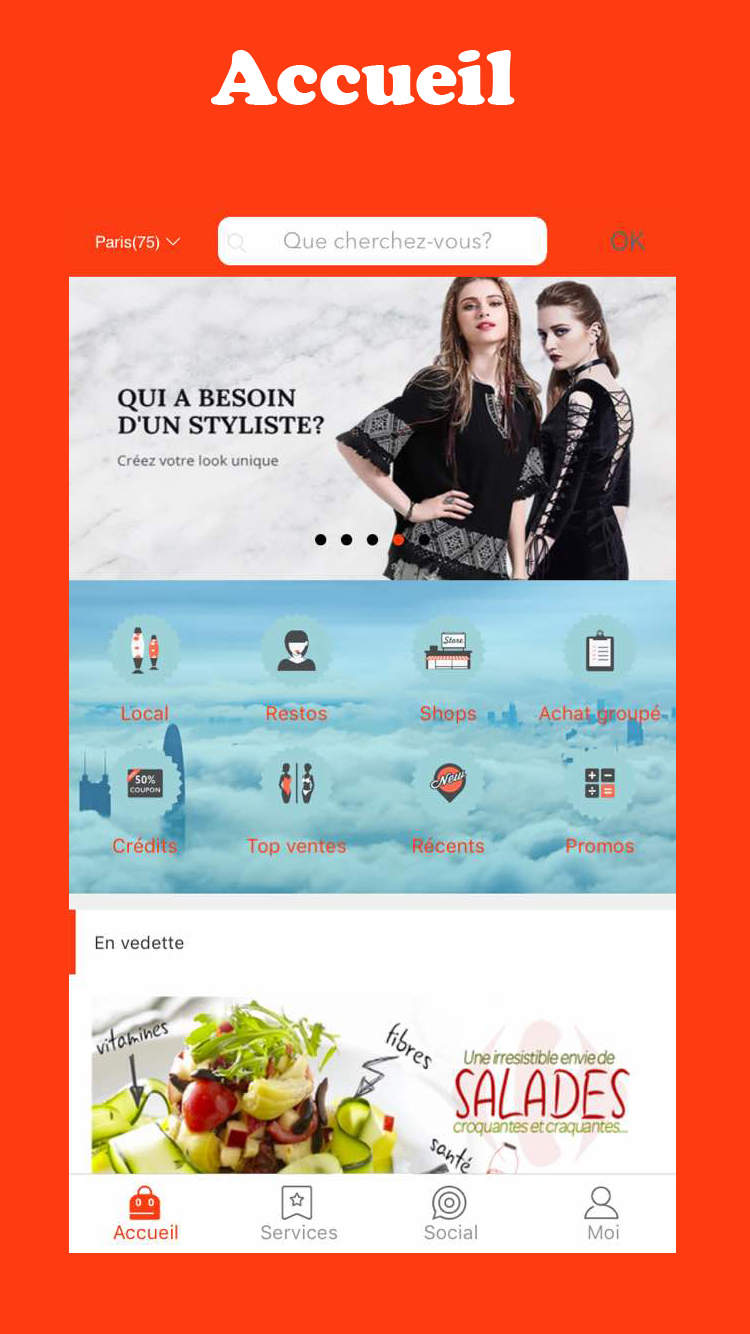 Accueil
Paris(75)
Que cherchez-vous?
OK
QUI A BESOIN
D'UN STYLISTE?
Créez votre look unique
Store
Local
Restos
Shops
Achat groupé
50%
COUPON
New
Crédits
Top ventes
Récents
Promos
En vedette
vitamines
fibres
Une irresistible envie de
SALADES
croquantes et craquantes...
santé
Accueil
Services
Social
Moi